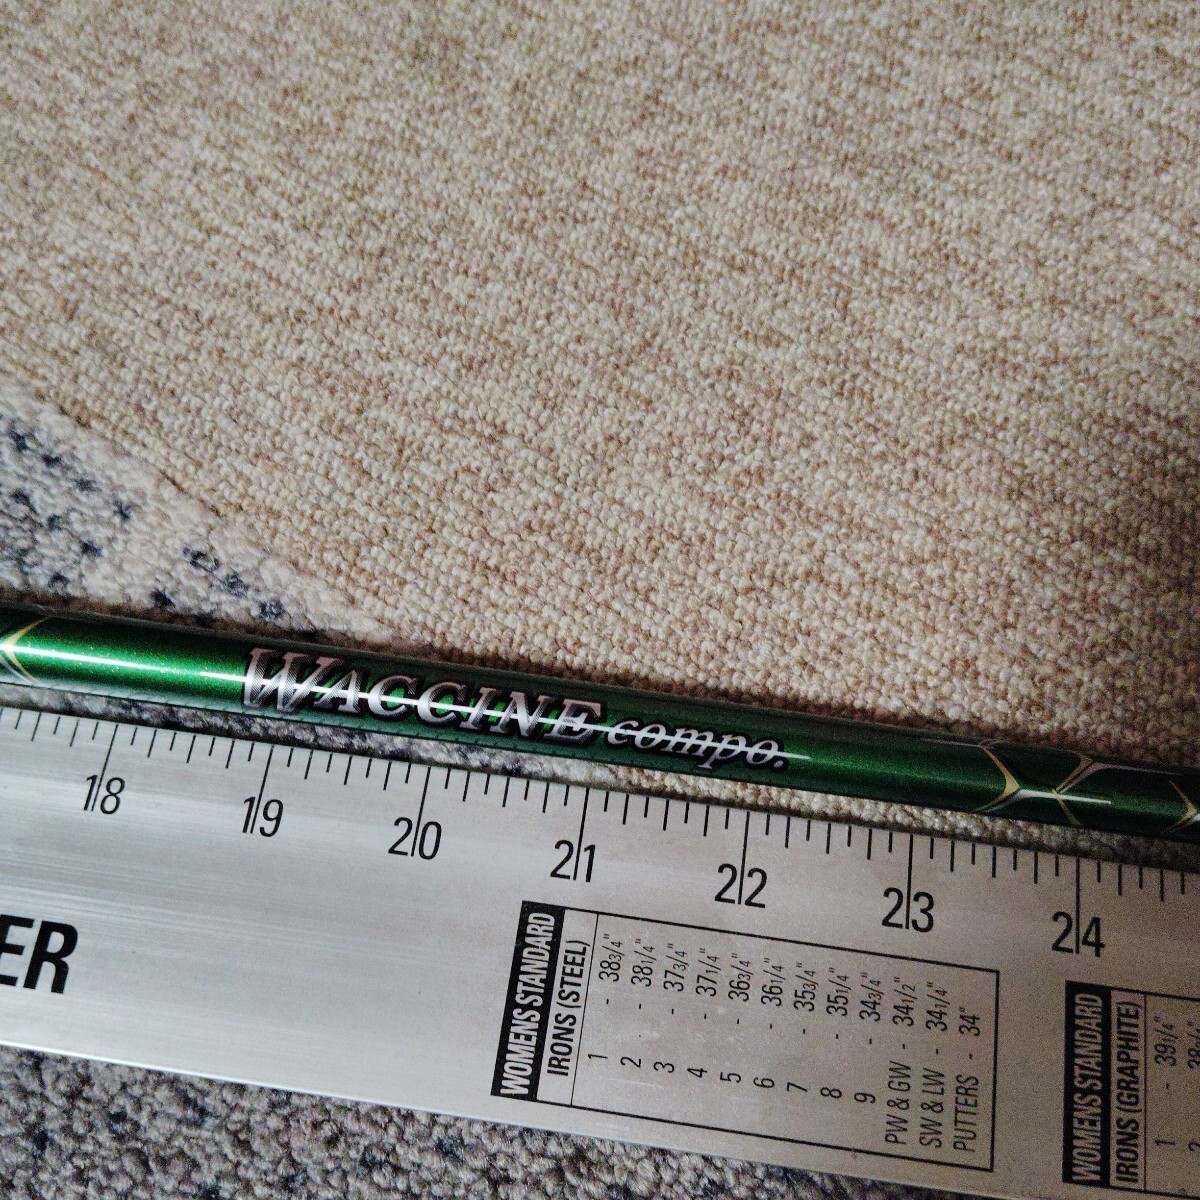 WACCINE compo.
18 19 20 21 22 23 24
ER
WOMENS STANDARD
IRONS (STEEL)
1 - 38 3/4"
2 - 38 1/4"
3 - 37 3/4"
4 - 37 1/4"
5 - 36 3/4"
6 - 36 1/4"
7 - 35 3/4"
8 - 35 1/4"
9 - 34 3/4"
PW & GW - 34 1/2"
SW & LW - 34 1/4"
PUTTERS - 34"
WOMENS STANDARD
IRONS (GRAPHITE)
1 - 39 1/4"